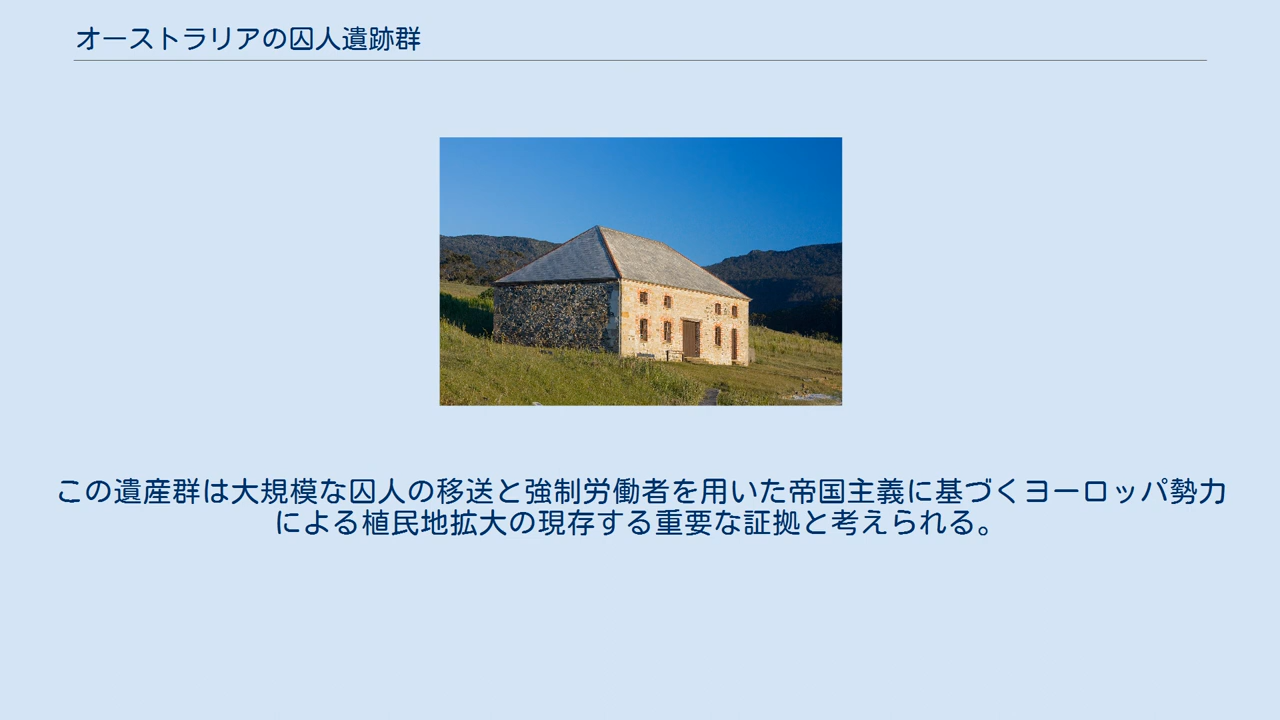 オーストラリアの囚人遺跡群
この遺産群は大規模な囚人の移送と強制労働者を用いた帝国主義に基づくヨーロッパ勢力
による植民地拡大の現存する重要な証拠と考えられる。